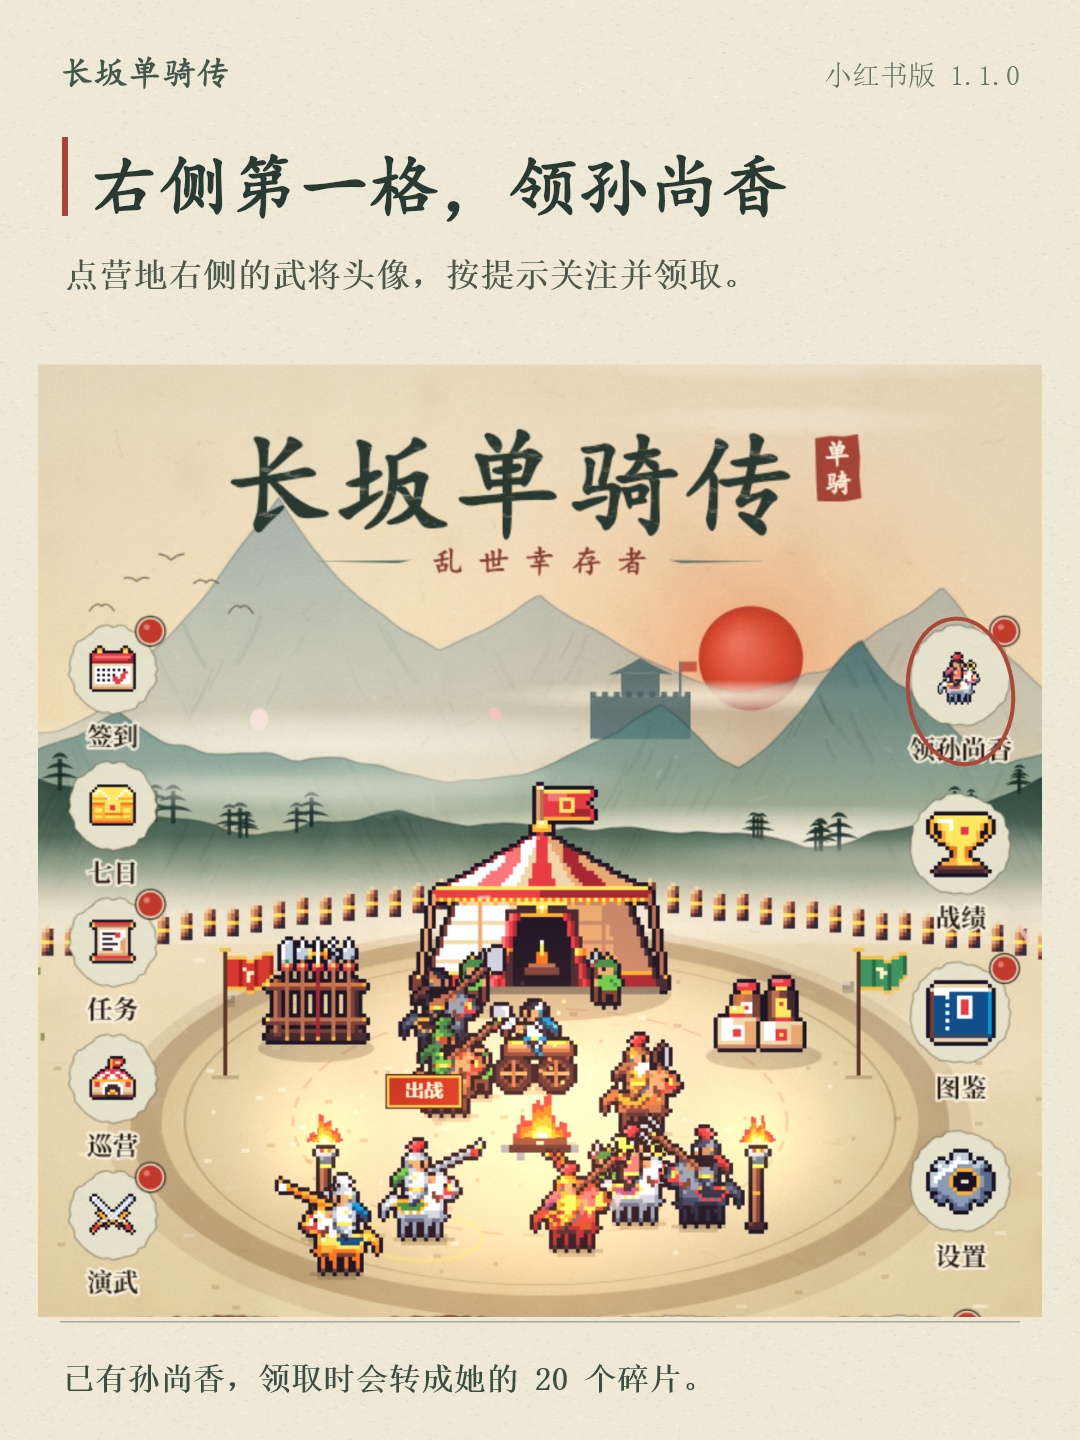 长坂单骑传
小红书版 1.1.0
右侧第一格，领孙尚香
点营地右侧的武将头像，按提示关注并领取。
长坂单骑传
单骑
乱世幸存者
签到
领孙尚香
七日
战绩
任务
图鉴
出战
巡营
设置
演武
已有孙尚香，领取时会转成她的 20 个碎片。